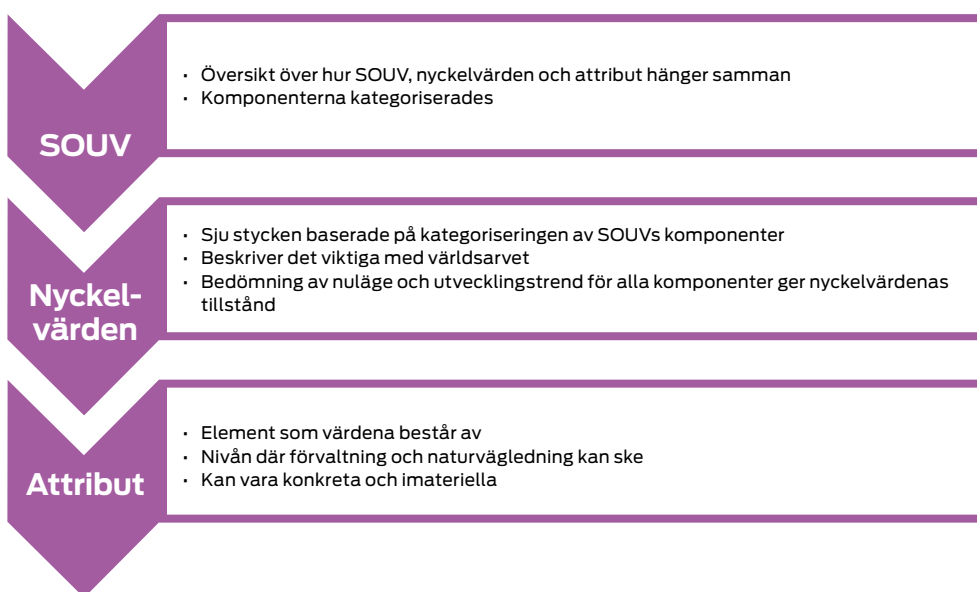 SOUV
· Översikt över hur SOUV, nyckelvärden och attribut hänger samman
· Komponenterna kategoriserades
Nyckel-
värden
· Sju stycken baserade på kategoriseringen av SOUVs komponenter
· Beskriver det viktiga med världsarvet
· Bedömning av nuläge och utvecklingstrend för alla komponenter ger nyckelvärdenas
tillstånd
Attribut
· Element som värdena består av
· Nivån där förvaltning och naturvägledning kan ske
· Kan vara konkreta och imateriella